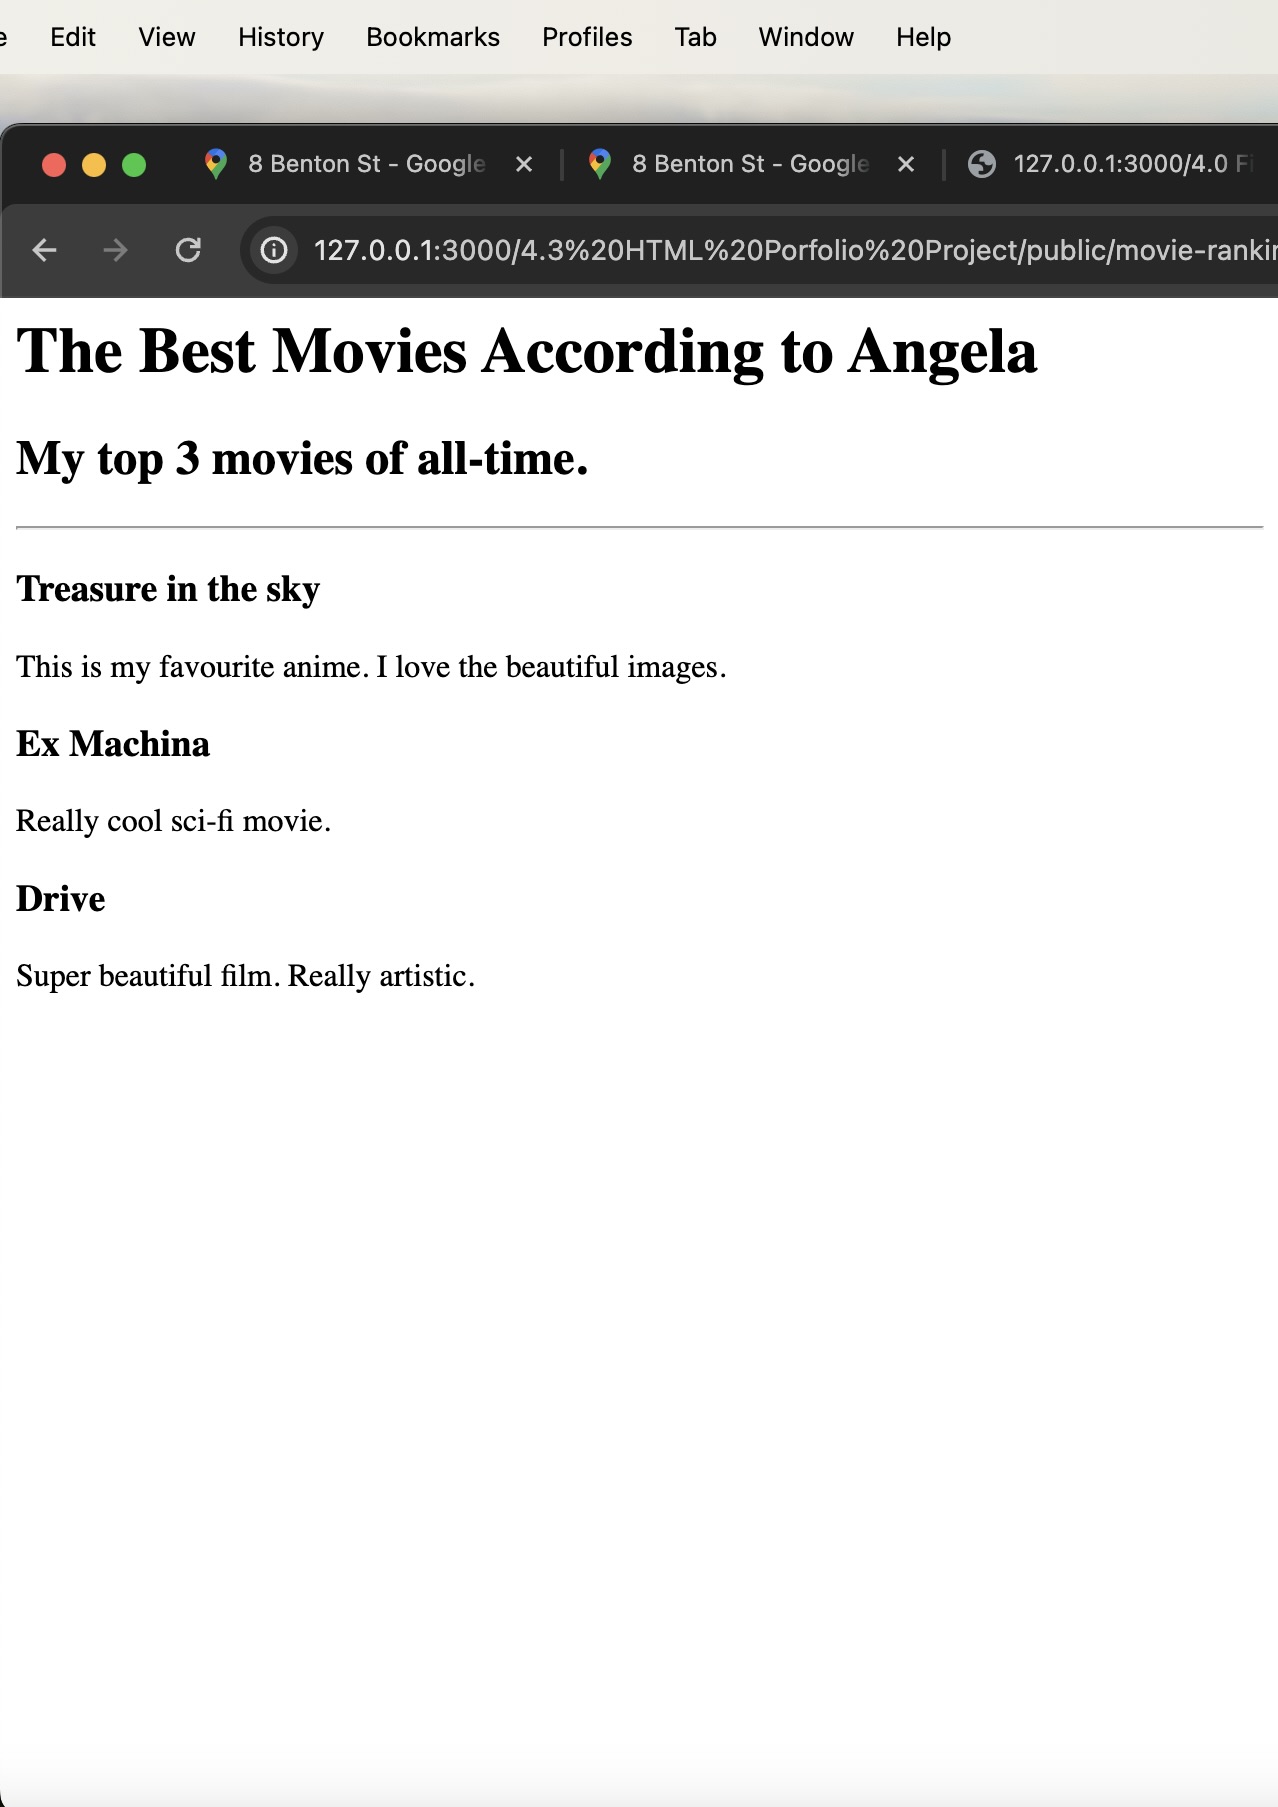 Edit View History Bookmarks Profiles Tab Window Help
8 Benton St - Google 8 Benton St - Google 127.0.0.1:3000/4.0
127.0.0.1:3000/4.3%20HTML%20Porfolio%20Project/public/movie-rankin
The Best Movies According to Angela
My top 3 movies of all-time.
Treasure in the sky
This is my favourite anime. I love the beautiful images.
Ex Machina
Really cool sci-fi movie.
Drive
Super beautiful film. Really artistic.